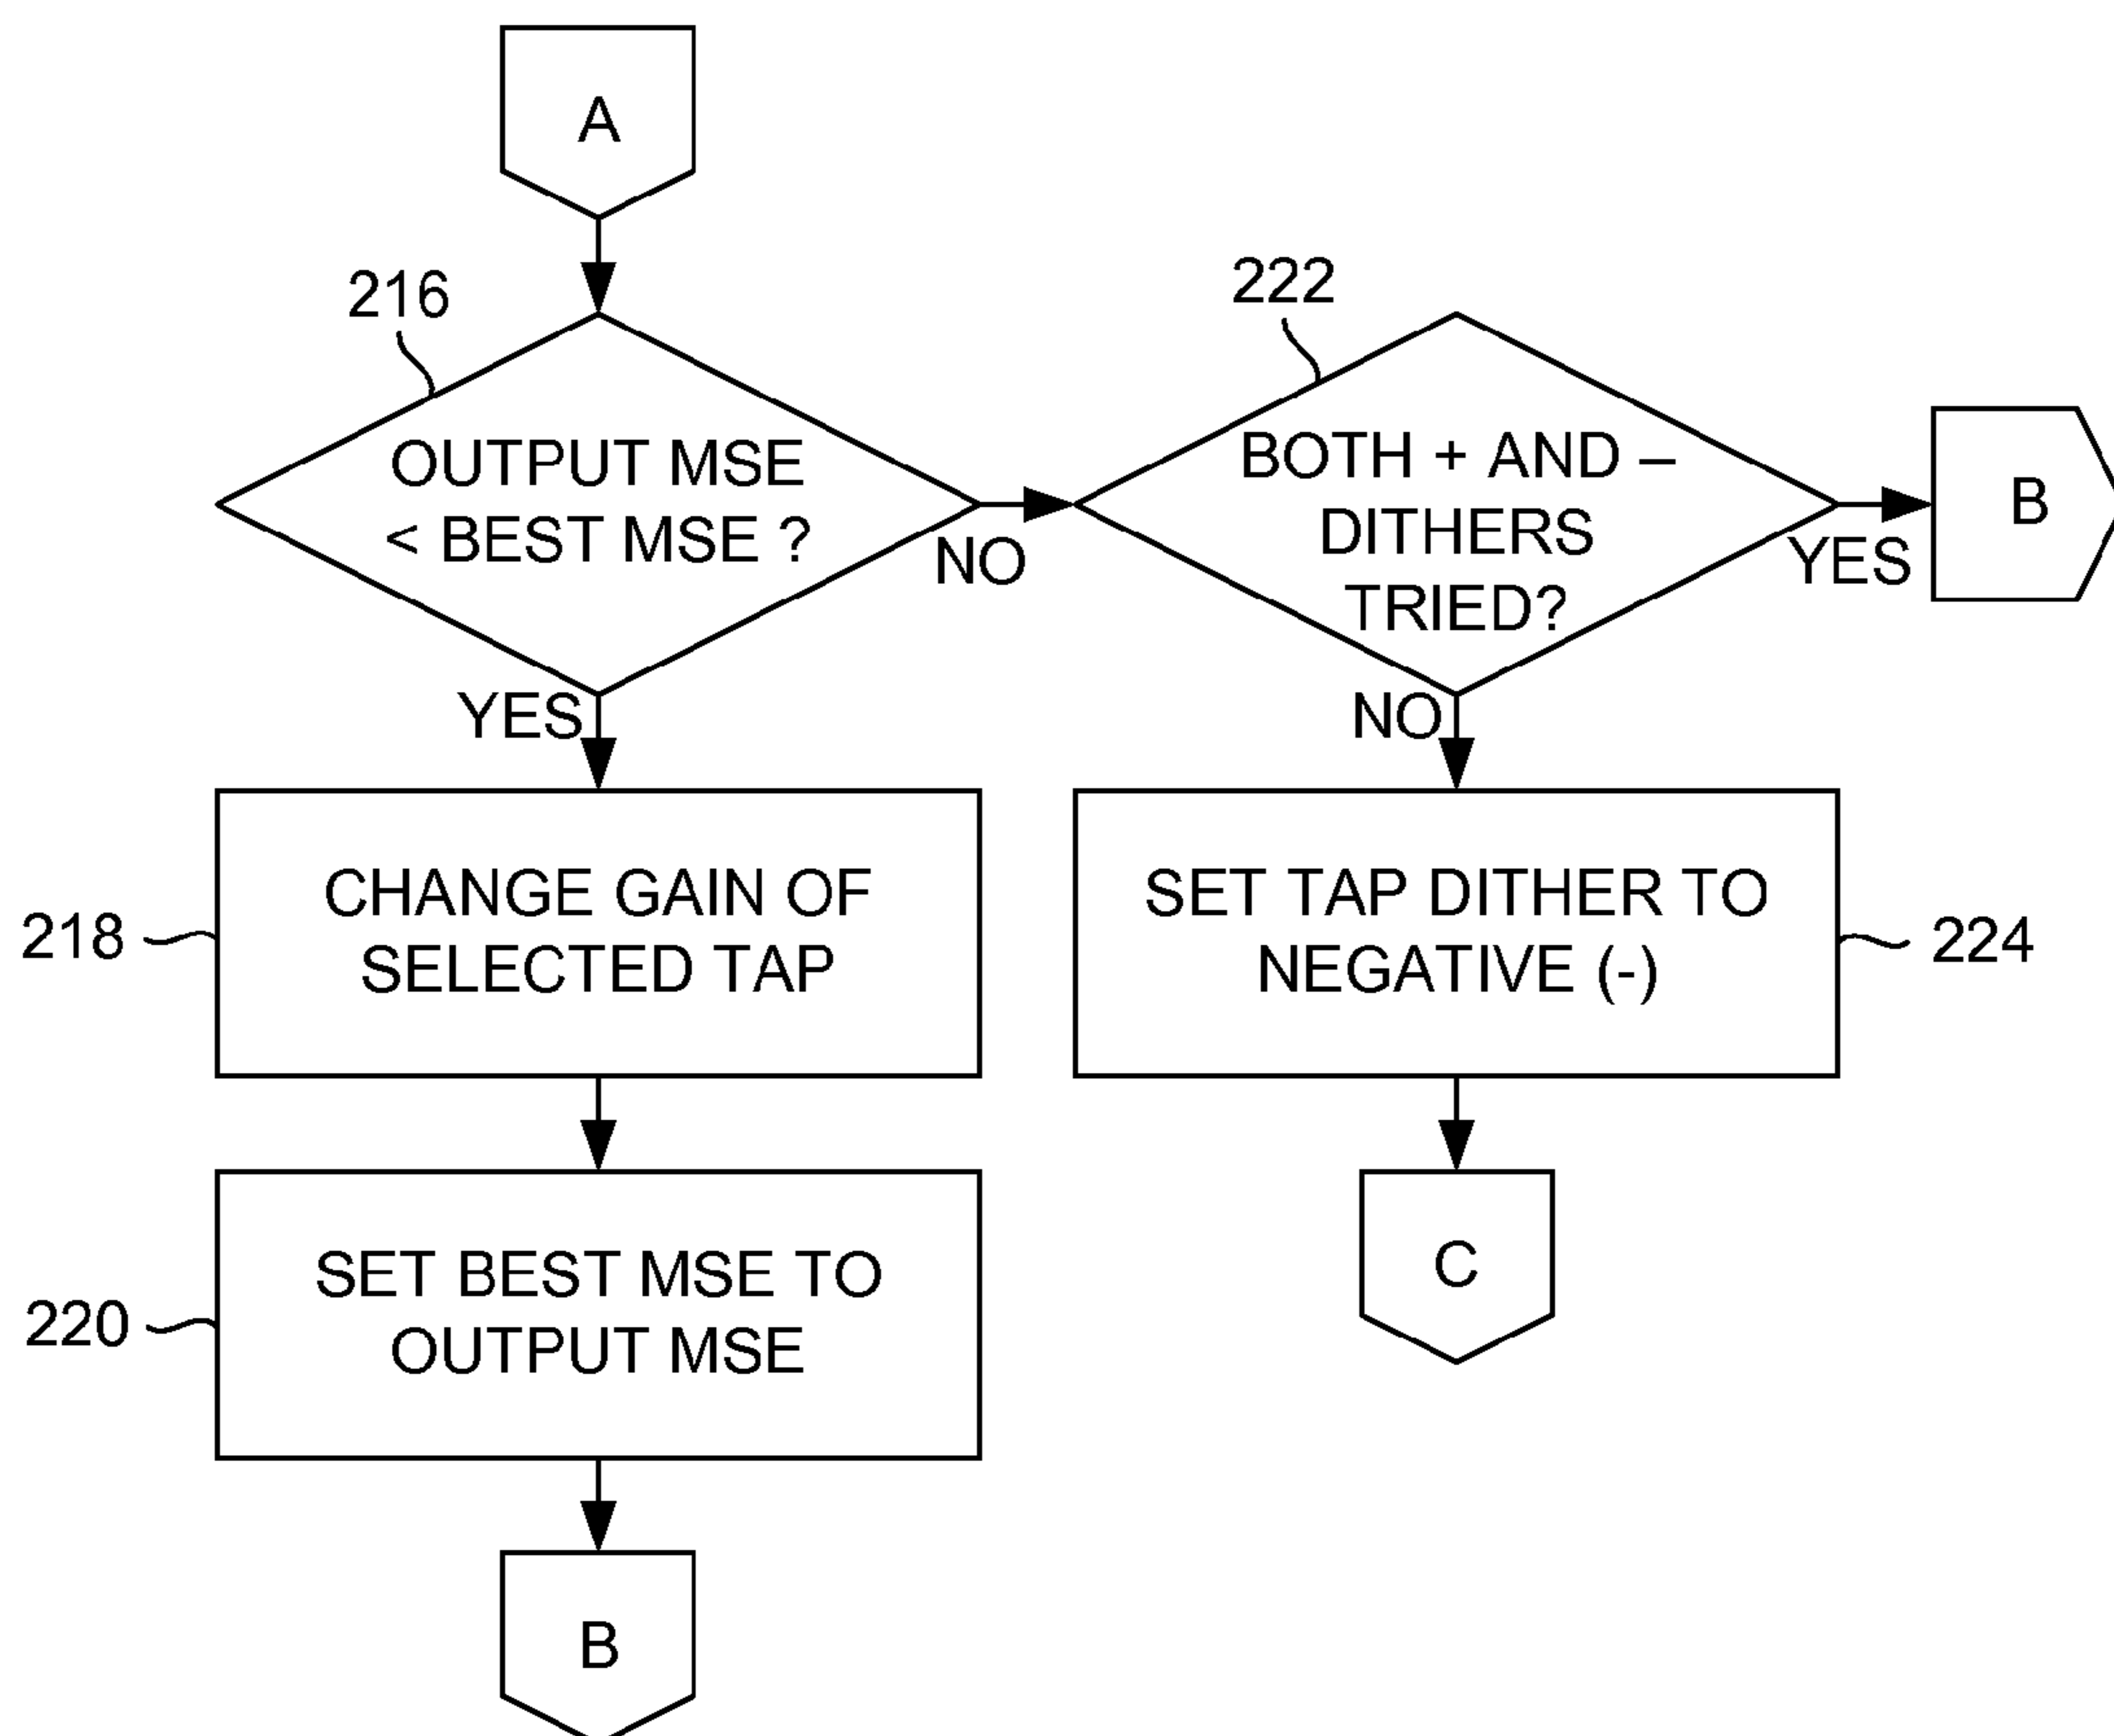 A
216
OUTPUT MSE
< BEST MSE ?
NO
YES
222
BOTH + AND –
DITHERS
TRIED?
YES
B
NO
218
CHANGE GAIN OF
SELECTED TAP
SET TAP DITHER TO
NEGATIVE (-)
224
220
SET BEST MSE TO
OUTPUT MSE
C
B